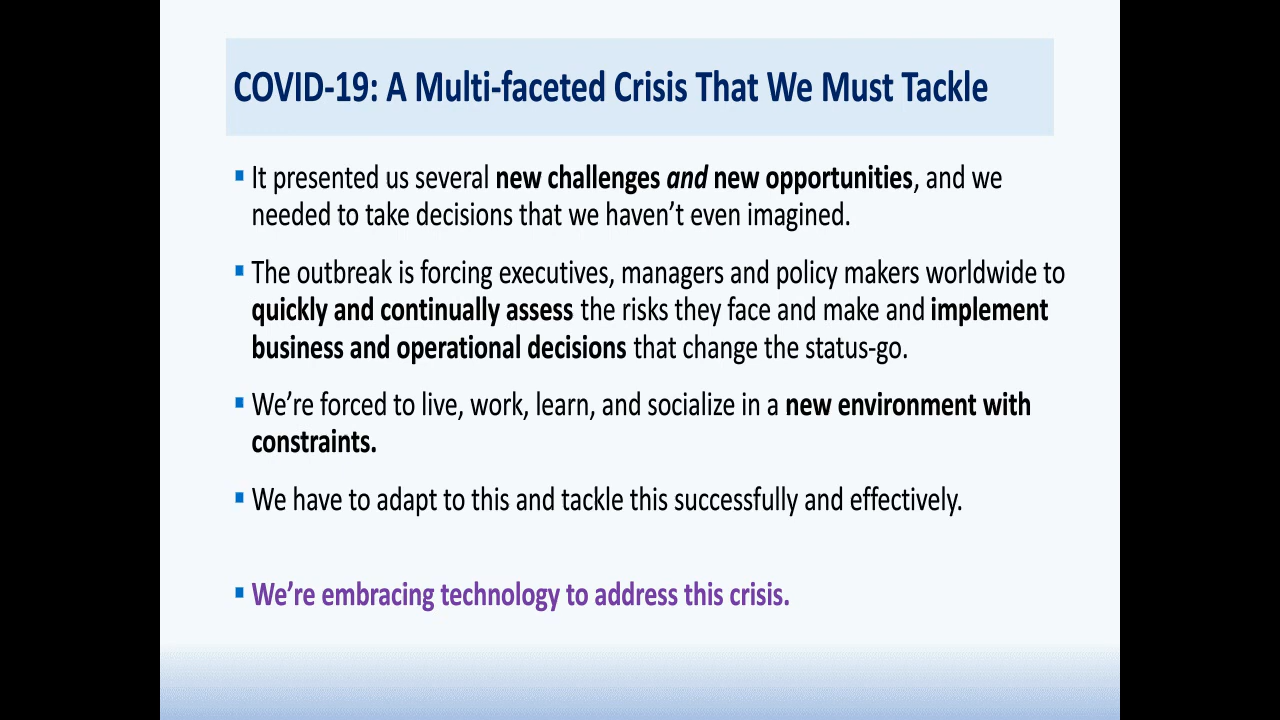 COVID-19: A Multi-faceted Crisis That We Must Tackle
▪ It presented us several new challenges and new opportunities, and we
needed to take decisions that we haven’t even imagined.
▪ The outbreak is forcing executives, managers and policy makers worldwide to
quickly and continually assess the risks they face and make and implement
business and operational decisions that change the status-go.
▪ We’re forced to live, work, learn, and socialize in a new environment with
constraints.
▪ We have to adapt to this and tackle this successfully and effectively.
▪ We’re embracing technology to address this crisis.